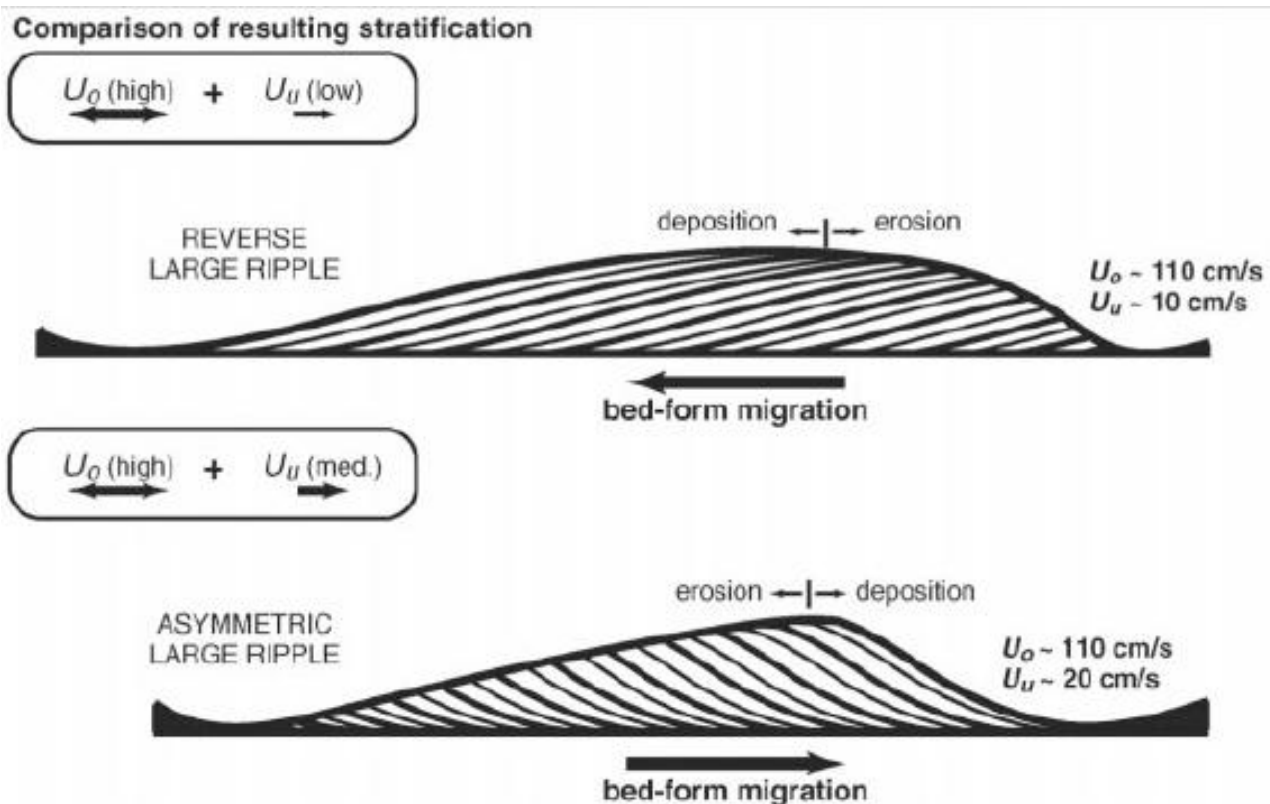 Comparison of resulting stratification
Uo (high) + Uu (low)
deposition erosion
REVERSE
LARGE RIPPLE
Uo ~ 110 cm/s
Uu ~ 10 cm/s
bed-form migration
Uo (high) + Uu (med.)
erosion deposition
ASYMMETRIC
LARGE RIPPLE
Uo ~ 110 cm/s
Uu ~ 20 cm/s
bed-form migration